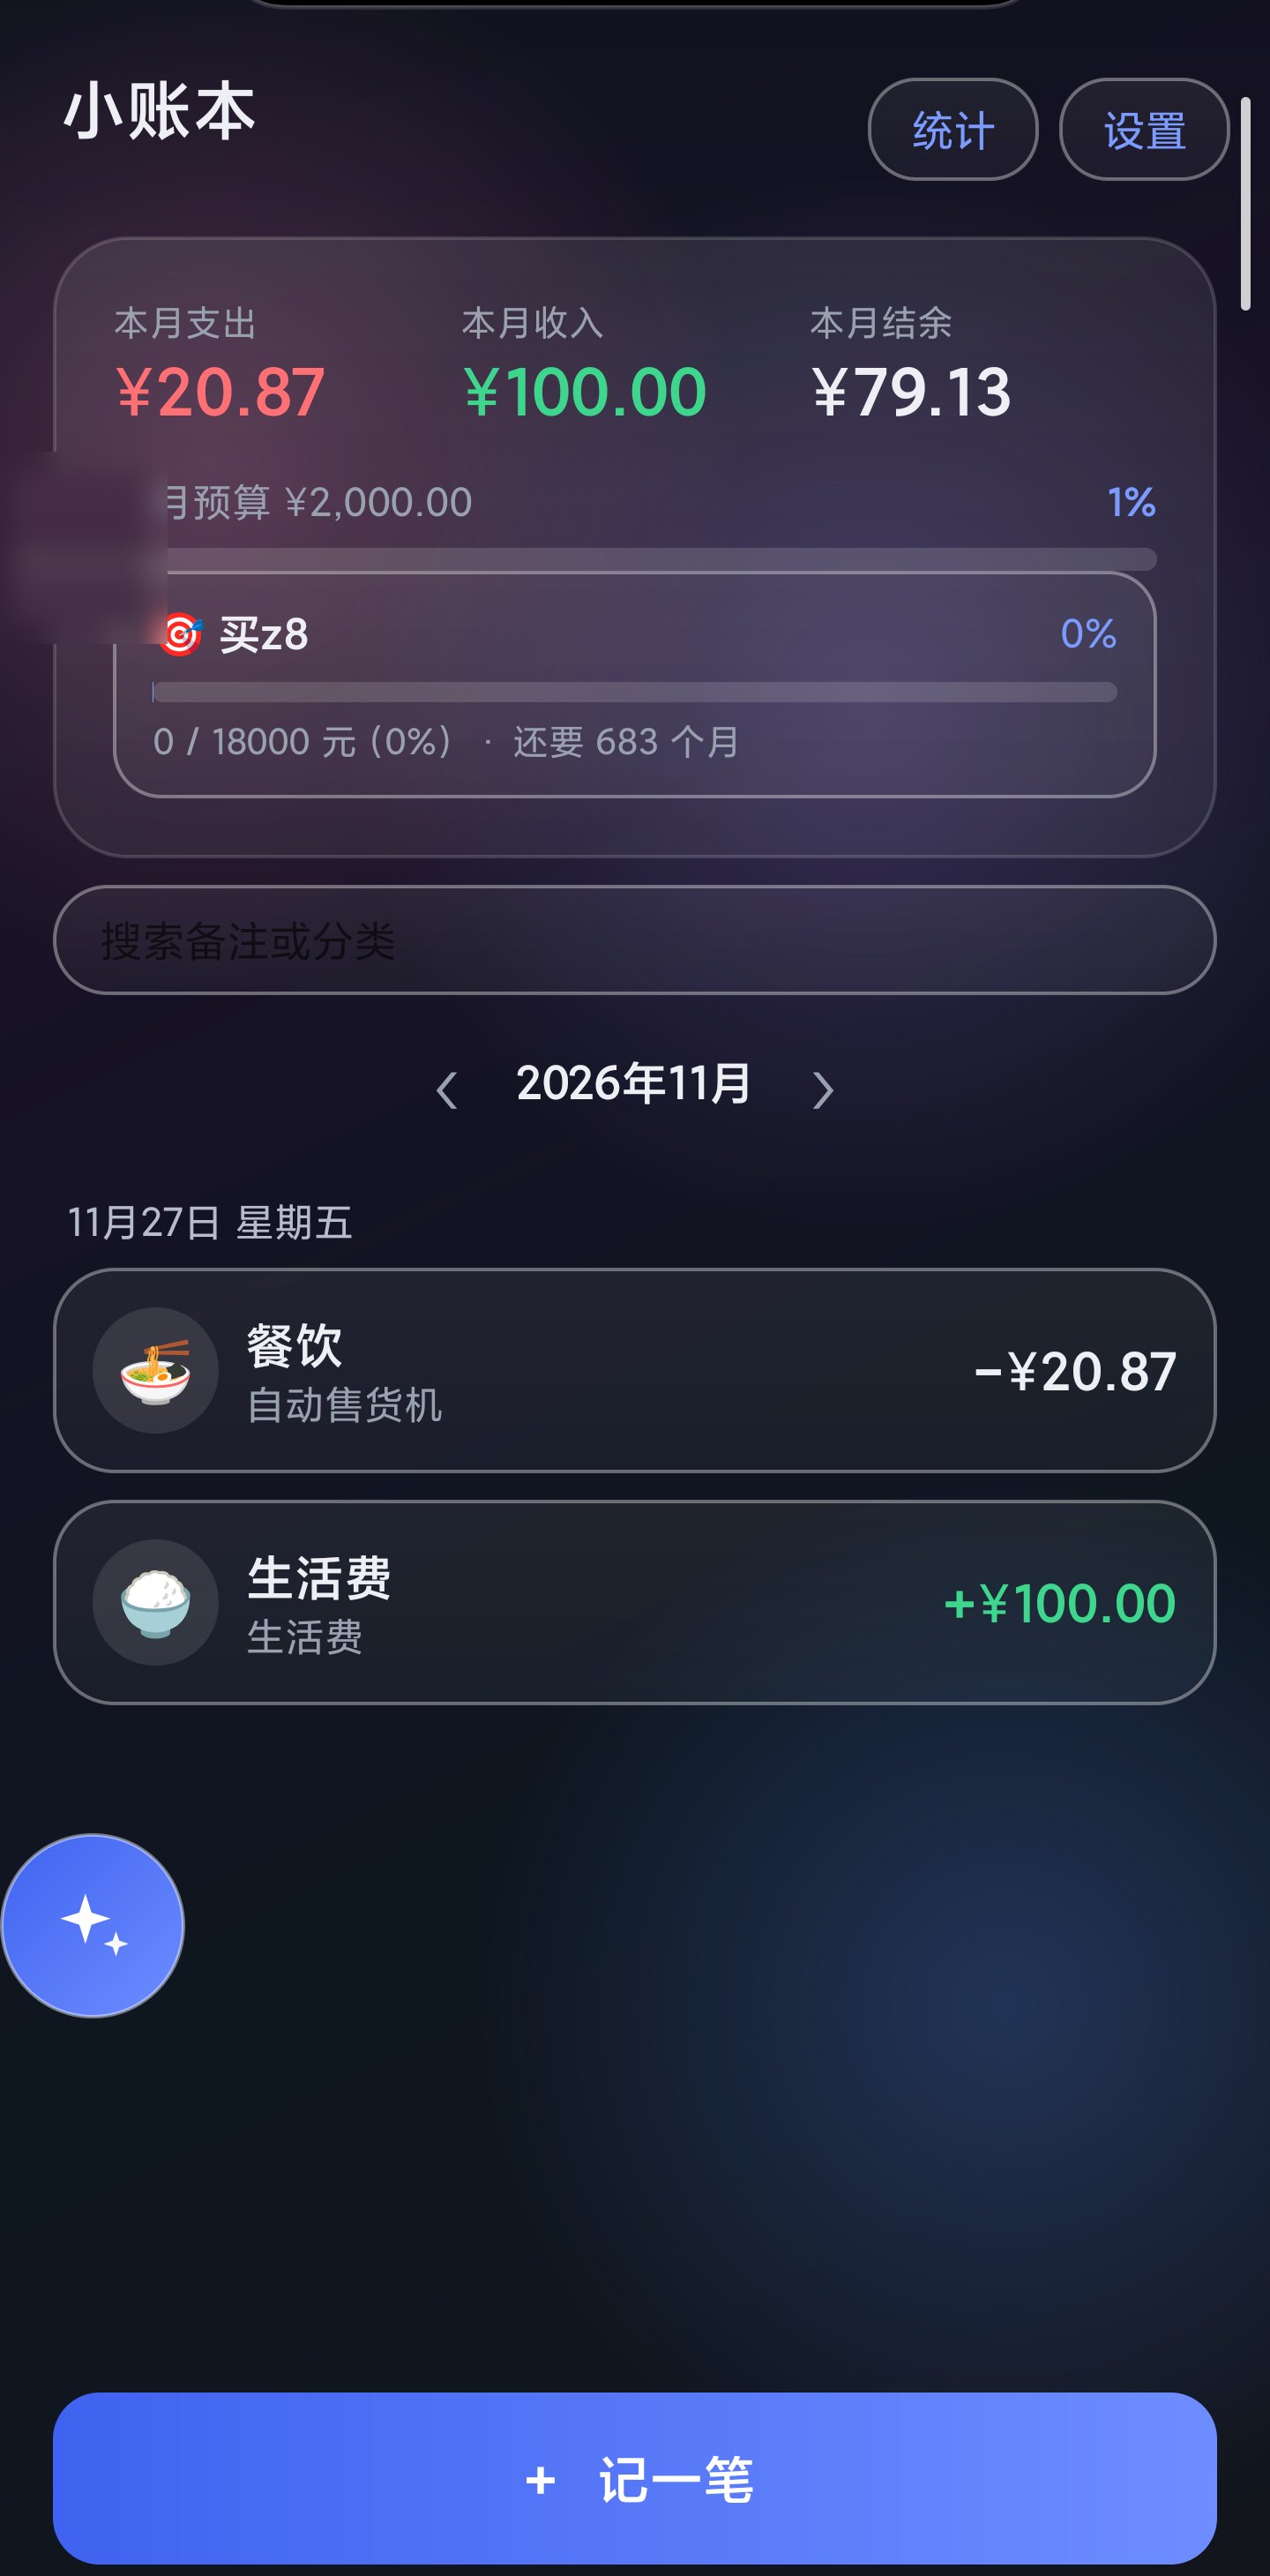 小账本
统计
设置
本月支出
本月收入
本月结余
¥20.87
¥100.00
¥79.13
月预算 ¥2,000.00
1%
买z8
0%
0 / 18000 元 (0%) · 还要 683 个月
搜索备注或分类
2026年11月
11月27日 星期五
餐饮
自动售货机
-¥20.87
生活费
生活费
+¥100.00
+ 记一笔